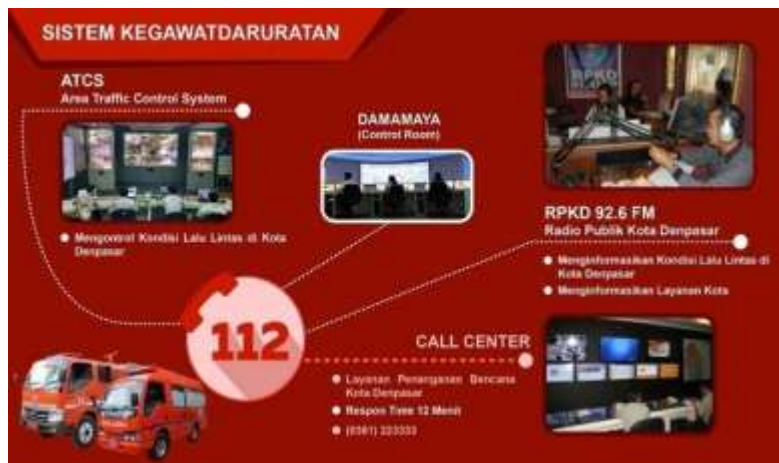 SISTEM KEGAWATDARURATAN
ATCS
Area Traffic Control System
Mengontrol Kondisi Lalu Lintas di Kota
Denpasar
DAMAMAYA
(Control Room)
RPKD
RPKD 92.6 FM
Radio Publik Kota Denpasar
Menginformasikan Kondisi Lalu Lintas di
Kota Denpasar
Menginformasikan Layanan Kota
112
CALL CENTER
Layanan Penanganan Bencana
Kota Denpasar
Respon Time 12 Menit
(0361) 223333